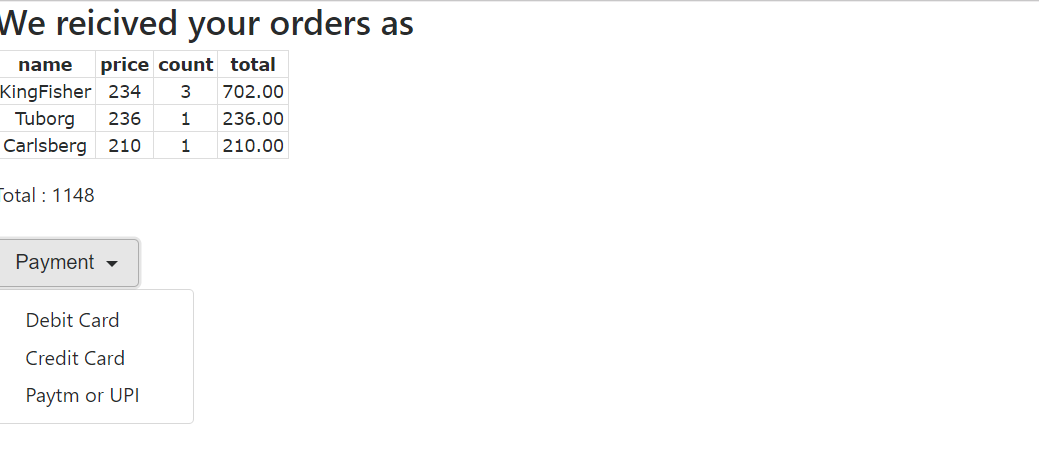 We reicived your orders as
name price count total
KingFisher 234 3 702.00
Tuborg 236 1 236.00
Carlsberg 210 1 210.00
Total : 1148
Payment
Debit Card
Credit Card
Paytm or UPI